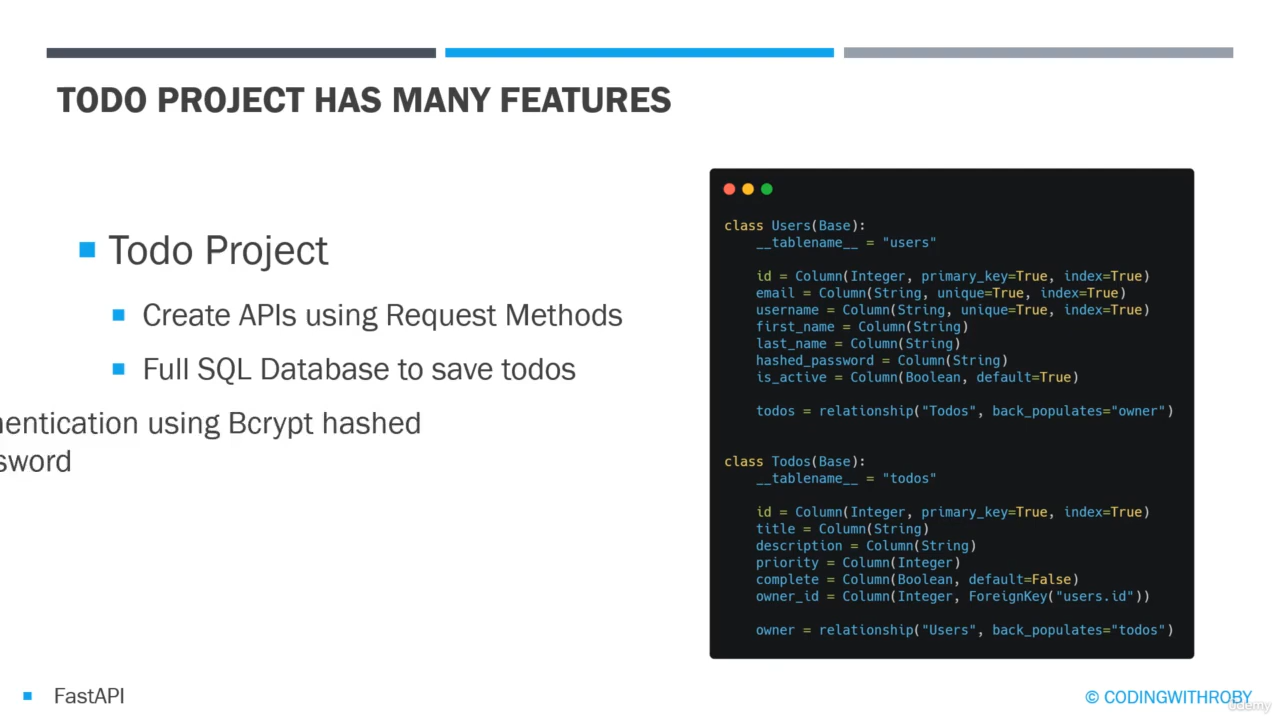 TODO PROJECT HAS MANY FEATURES
Todo Project
Create APIs using Request Methods
Full SQL Database to save todos
using Bcrypt hashed
class Users(Base):
__tablename__ = "users"
id = Column(Integer, primary_key=True, index=True)
email = Column(String, unique=True, index=True)
username = Column(String, unique=True, index=True)
first_name = Column(String)
last_name = Column(String)
hashed_password = Column(String)
is_active = Column(Boolean, default=True)
todos = relationship("Todos", back_populates="owner")
class Todos(Base):
__tablename__ = "todos"
id = Column(Integer, primary_key=True, index=True)
title = Column(String)
description = Column(String)
priority = Column(Integer)
complete = Column(Boolean, default=False)
owner_id = Column(Integer, ForeignKey("users.id"))
owner = relationship("Users", back_populates="todos")
FastAPI
© CODINGWITHROBY
udemy